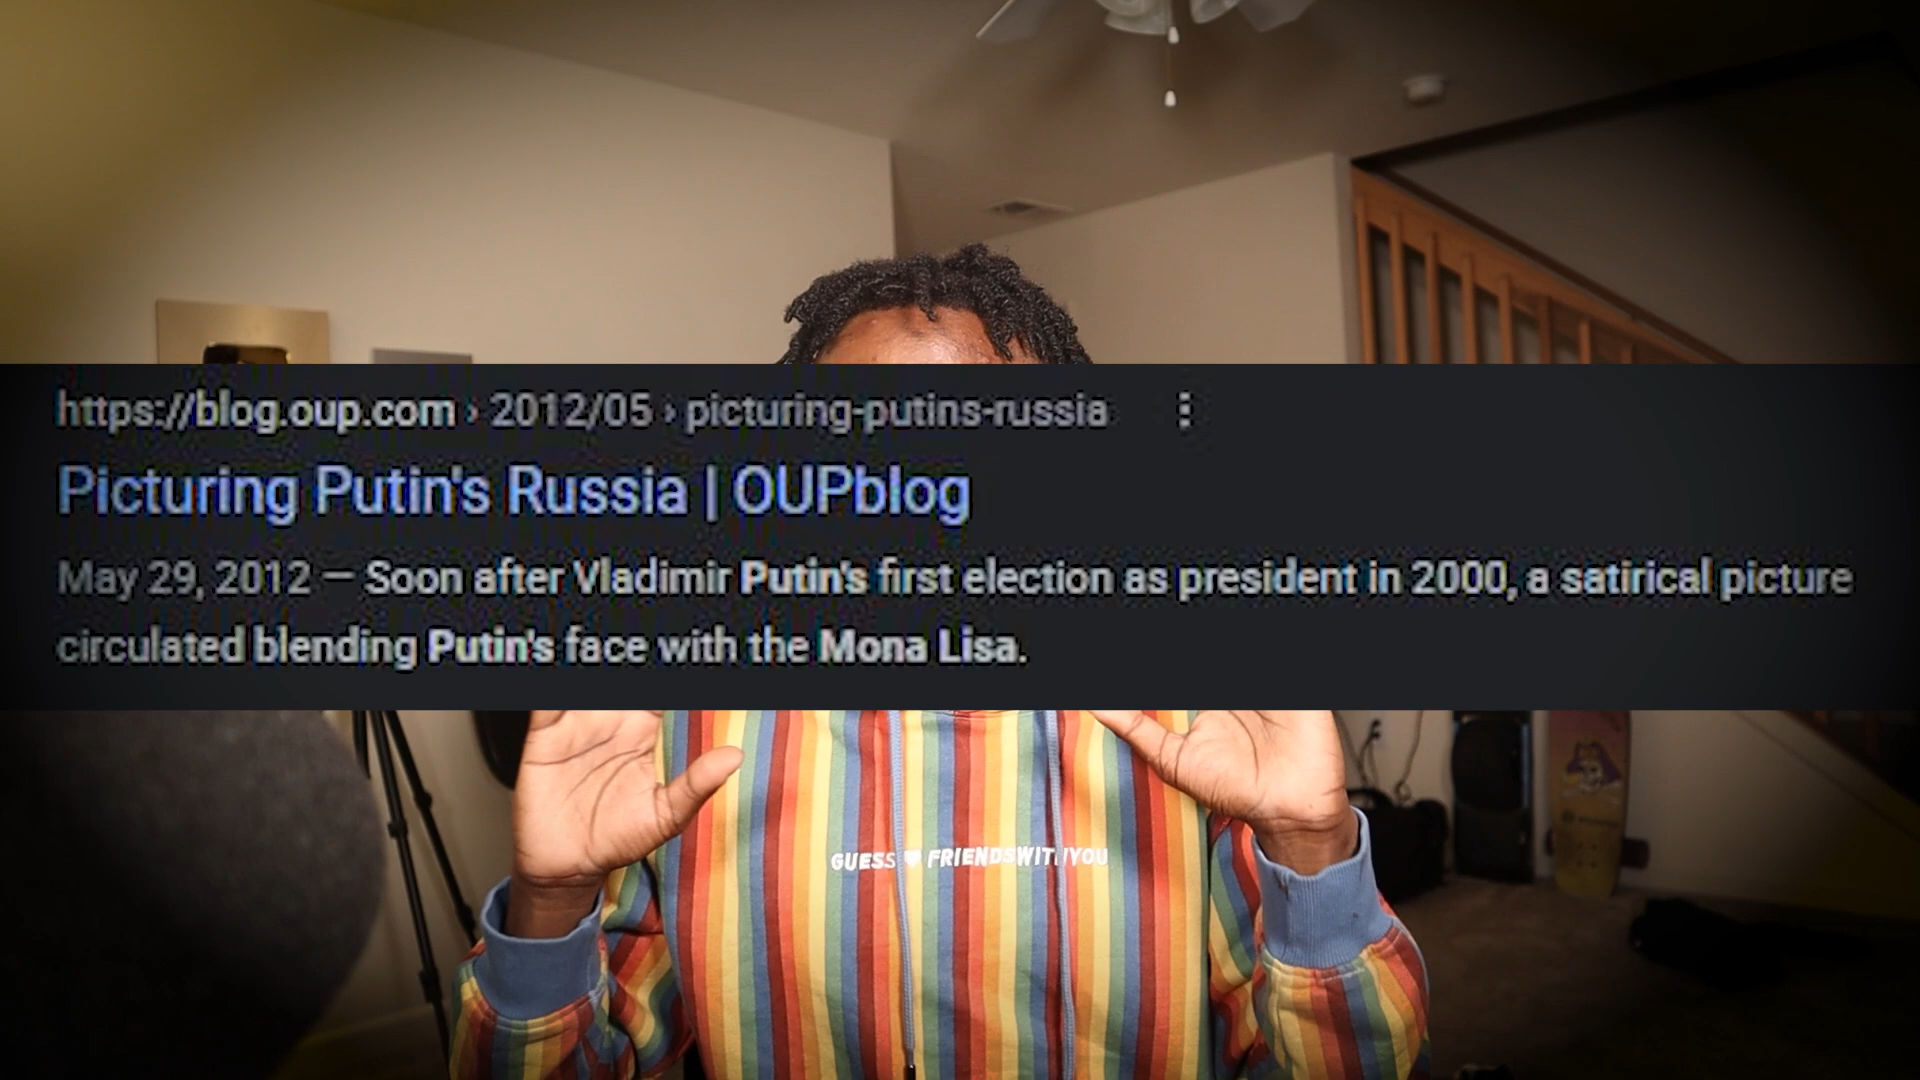 https://blog.oup.com › 2012/05 › picturing-putins-russia
Picturing Putin's Russia | OUPblog
May 29, 2012 — Soon after Vladimir Putin's first election as president in 2000, a satirical picture
circulated blending Putin's face with the Mona Lisa.
GUESS FRIENDSWITHYOU